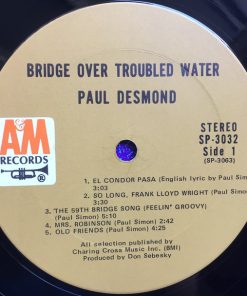 BRIDGE OVER TROUBLED WATER
PAUL DESMOND
STEREO
SP-3032
Side 1
(SP-3063)
AM
RECORDS
®
1. EL CONDOR PASA (English lyric by Paul Simon)
3:03
2. SO LONG, FRANK LLOYD WRIGHT (Paul Simon)
3:30
3. THE 59TH BRIDGE SONG (FEELIN' GROOVY)
(Paul Simon) 5:10
4. MRS. ROBINSON (Paul Simon) 2:42
5. OLD FRIENDS (Paul Simon) 4:25
All selection published by
Charing Cross Music Inc. (BMI)
Produced by Don Sebesky